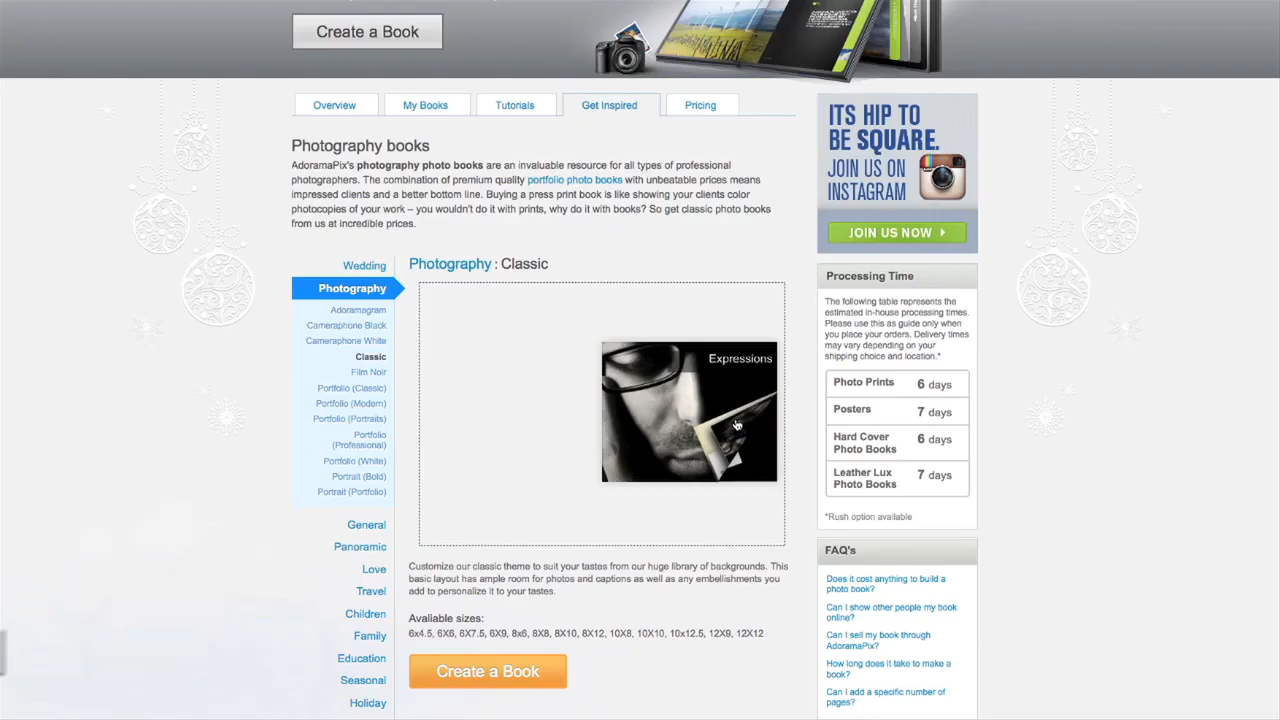 Create a Book
Overview
My Books
Tutorials
Get Inspired
Pricing
Photography books
AdoramaPix's photography photo books are an invaluable resource for all types of professional
photographers. The combination of premium quality portfolio photo books with unbeatable prices means
impressed clients and a better bottom line. Buying a press print book is like showing your clients color
photocopies of your work – you wouldn't do it with prints, why do it with books? So get classic photo books
from us at incredible prices.
Wedding
Photography
Adoramagram
Cameraphone Black
Cameraphone White
Classic
Film Noir
Portfolio (Classic)
Portfolio (Modern)
Portfolio (Portraits)
Portfolio
(Professional)
Portfolio (White)
Portrait (Bold)
Portrait (Portfolio)
General
Panoramic
Love
Travel
Children
Family
Education
Seasonal
Holiday
Photography : Classic
Expressions
Customize our classic theme to suit your tastes from our huge library of backgrounds. This
basic layout has ample room for photos and captions as well as any embellishments you
add to personalize it to your tastes.
Available sizes:
6x4.5, 6X6, 6X7.5, 6X9, 8x6, 8X8, 8X10, 8X12, 10X8, 10X10, 10x12.5, 12X9, 12X12
Create a Book
ITS HIP TO
BE SQUARE.
JOIN US ON
INSTAGRAM
JOIN US NOW
Processing Time
The following table represents the
estimated in-house processing times.
Please use this as guide only when
you place your orders. Delivery times
may vary depending on your
shipping choice and location.*
Photo Prints 6 days
Posters 7 days
Hard Cover
Photo Books 6 days
Leather Lux
Photo Books 7 days
*Rush option available
FAQ's
Does it cost anything to build a
photo book?
Can I show other people my book
online?
Can I sell my book through
AdoramaPix?
How long does it take to make a
book?
Can I add a specific number of
pages?